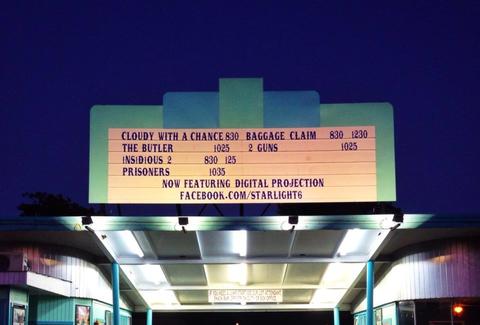 CLOUDY WITH A CHANCE 830 BAGGAGE CLAIM 830 1230
THE BUTLER 1025 2 GUNS 1025
INSIDIOUS 2 830 125
PRISONERS 1035
NOW FEATURING DIGITAL PROJECTION
FACEBOOK.COM/STARLIGHT6